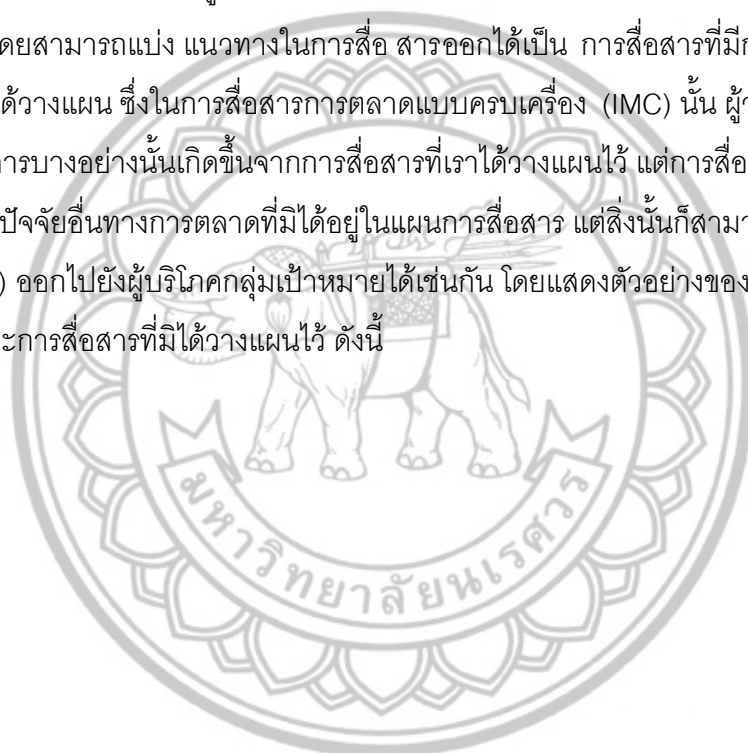 ดยสามารถแบ่ง แนวทางในการสื่อ สารออกได้เป็น การสื่อสารที่มีก
ด้วางแผน ซึ่งในการสื่อสารการตลาดแบบครบเครื่อง (IMC) นั้น ผู้ว
ารบางอย่างนั้นเกิดขึ้นจากการสื่อสารที่เราได้วางแผนไว้ แต่การสื่อ
ปัจจัยอื่นทางการตลาดที่มิได้อยู่ในแผนการสื่อสาร แต่สิ่งนั้นก็สามา
) ออกไปยังผู้บริโภคกลุ่มเป้าหมายได้เช่นกัน โดยแสดงตัวอย่างของ
ะการสื่อสารที่มิได้วางแผนไว้ ดังนี้
มหาวิทยาลัยนเรศวร